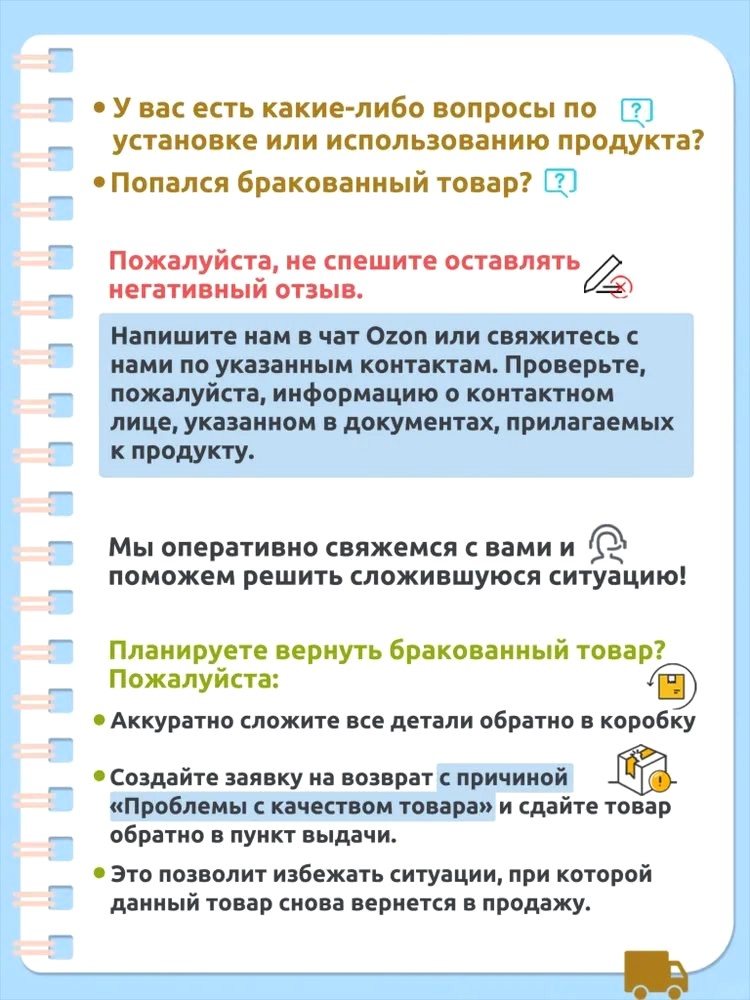 • У вас есть какие-либо вопросы по
установке или использованию продукта?
• Попался бракованный товар?
Пожалуйста, не спешите оставлять
негативный отзыв.
Напишите нам в чат Ozon или свяжитесь с
нами по указанным контактам. Проверьте,
пожалуйста, информацию о контактном
лице, указанном в документах, прилагаемых
к продукту.
Мы оперативно свяжемся с вами и
поможем решить сложившуюся ситуацию!
Планируете вернуть бракованный товар?
Пожалуйста:
• Аккуратно сложите все детали обратно в коробку
• Создайте заявку на возврат с причиной
«Проблемы с качеством товара» и сдайте товар
обратно в пункт выдачи.
• Это позволит избежать ситуации, при которой
данный товар снова вернется в продажу.